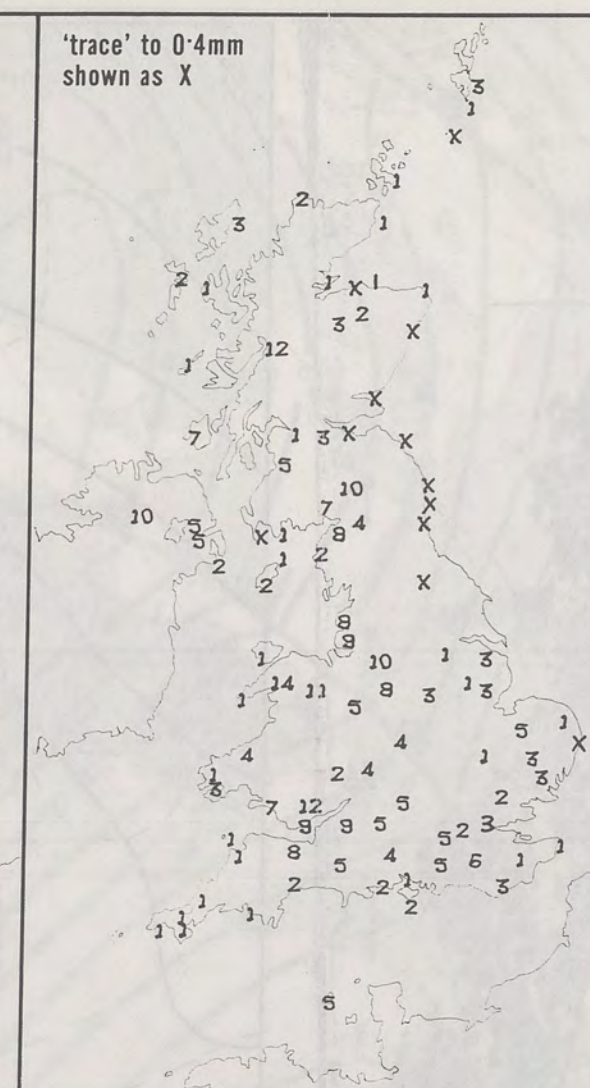 ‘trace’ to 0·4mm
shown as X
3
1
X
1
2
1
3
2 1
1 X 1 1
3 2
X
12
1
X
7 1 3 X X
5
10 X
7 X
10 5 4 X
5 X 1 8
2 1 2
2 X
8
9
1 10 1 3
14 11 8 3 1 3
1 5
1
5 X
4 4 1 3
1 2 4 3
3 2
7 12 5
9 9 5 2 3
1 5
1 8 5 4 5 6 1 1
2 2 1 3
1 2
1 1
1 1
5